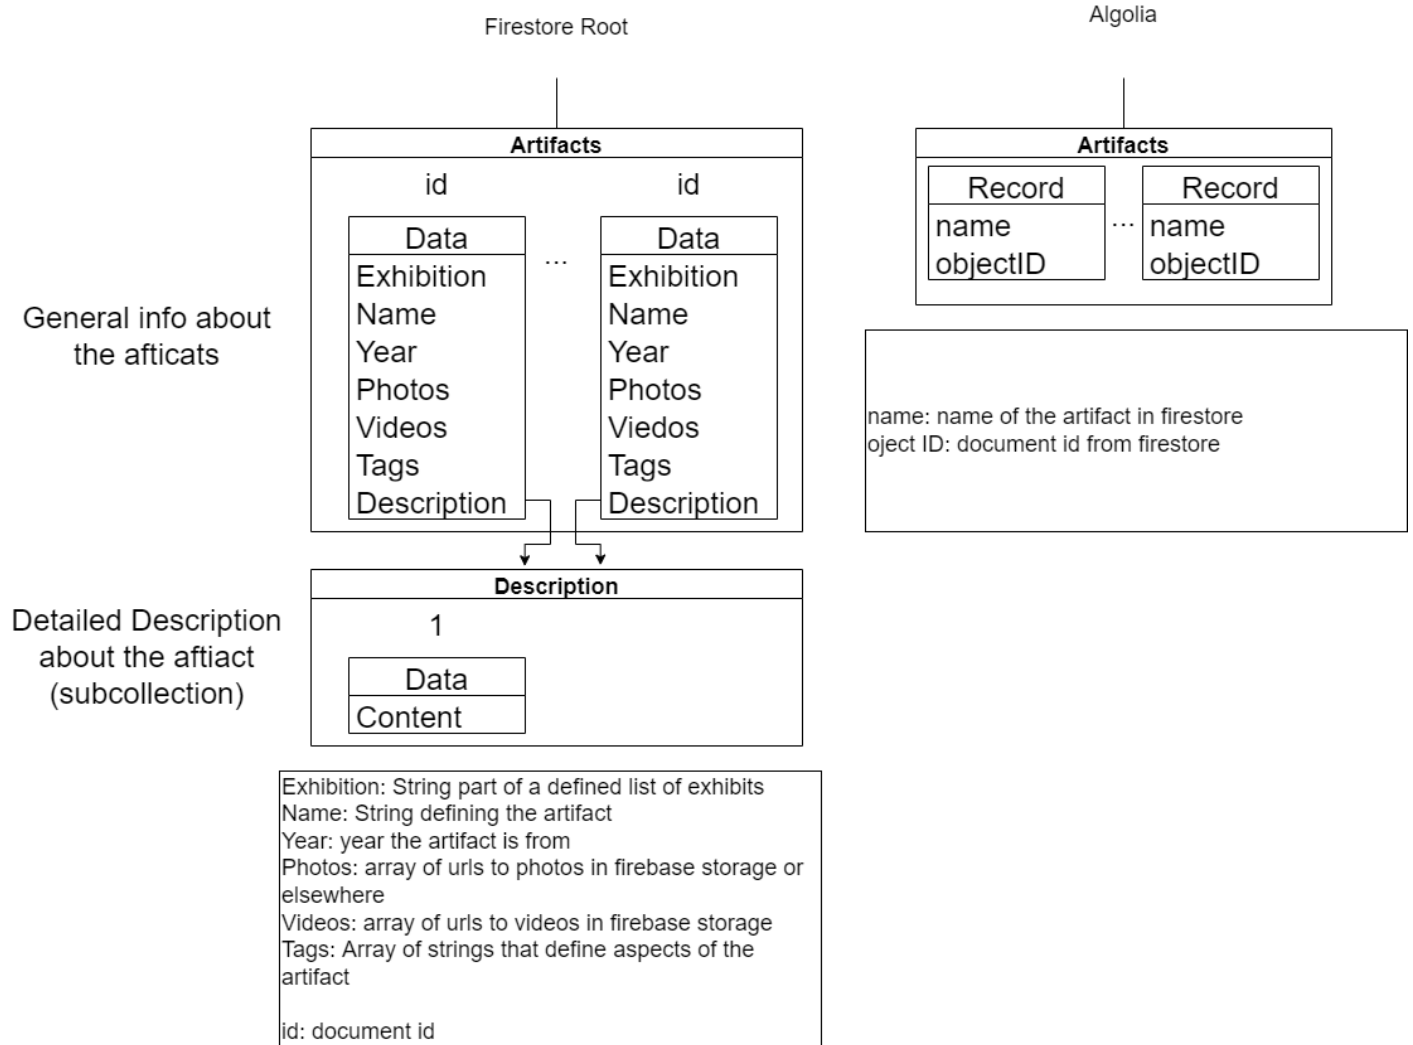 Firestore Root
Algolia
Artifacts
id
id
Data
Exhibition
Name
Year
Photos
Videos
Tags
Description
...
Data
Exhibition
Name
Year
Photos
Viedos
Tags
Description
General info about
the afticats
Description
1
Data
Content
Detailed Description
about the aftiact
(subcollection)
Exhibition: String part of a defined list of exhibits
Name: String defining the artifact
Year: year the artifact is from
Photos: array of urls to photos in firebase storage or
elsewhere
Videos: array of urls to videos in firebase storage
Tags: Array of strings that define aspects of the
artifact
id: document id
Artifacts
Record
name
objectID
...
Record
name
objectID
name: name of the artifact in firestore
oject ID: document id from firestore